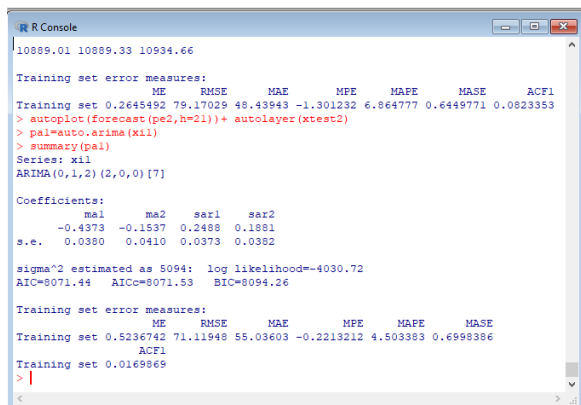 R Console
10889.01 10889.33 10934.66
Training set error measures:
ME RMSE MAE MPE MAPE MASE ACF1
Training set 0.2645492 79.17029 48.43943 -1.301232 6.864777 0.6449771 0.0823353
> autoplot(forecast(pe2,h=21))+ autolayer(xtest2)
> pa1=auto.arima(xi1)
> summary(pa1)
Series: xi1
ARIMA(0,1,2)(2,0,0)[7]
Coefficients:
ma1 ma2 sar1 sar2
-0.4373 -0.1537 0.2488 0.1881
s.e. 0.0380 0.0410 0.0373 0.0382
sigma^2 estimated as 5094: log likelihood=-4030.72
AIC=8071.44 AICc=8071.53 BIC=8094.26
Training set error measures:
ME RMSE MAE MPE MAPE MASE
Training set 0.5236742 71.11948 55.03603 -0.2213212 4.503383 0.6998386
ACF1
Training set 0.0169869
>